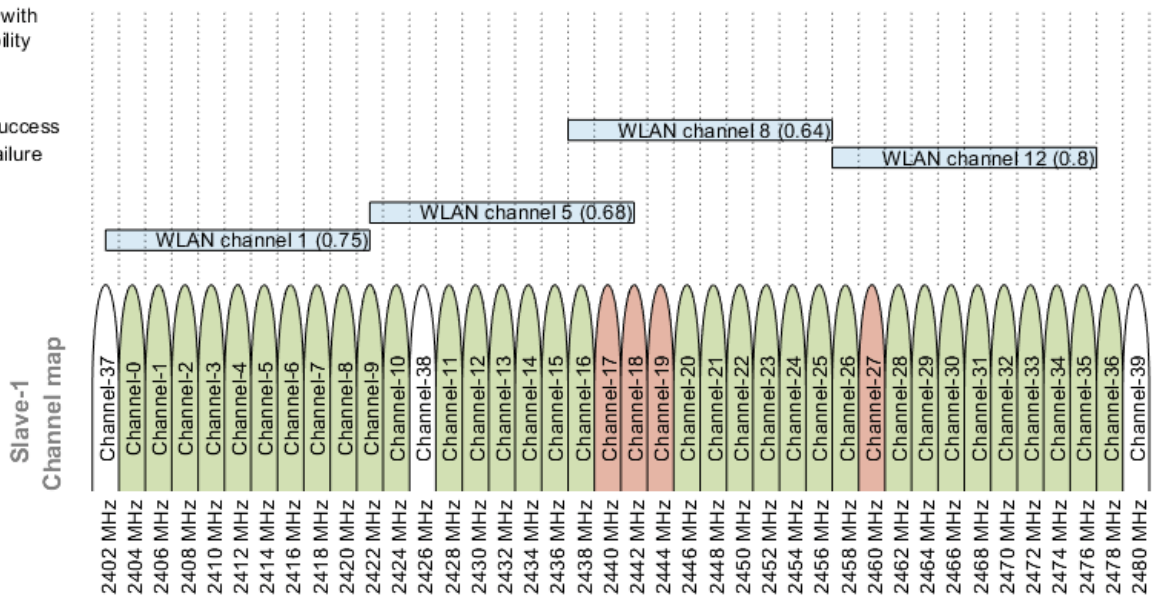 with
ility
uccess
ailure
WLAN channel 8 (0.64)
WLAN channel 12 (0.8)
WLAN channel 5 (0.68)
WLAN channel 1 (0.75)
Slave-1
Channel map
Channel-37
Channel-0
Channel-1
Channel-2
Channel-3
Channel-4
Channel-5
Channel-6
Channel-7
Channel-8
Channel-9
Channel-10
Channel-38
Channel-11
Channel-12
Channel-13
Channel-14
Channel-15
Channel-16
Channel-17
Channel-18
Channel-19
Channel-20
Channel-21
Channel-22
Channel-23
Channel-24
Channel-25
Channel-26
Channel-27
Channel-28
Channel-29
Channel-30
Channel-31
Channel-32
Channel-33
Channel-34
Channel-35
Channel-36
Channel-39
2402 MHz
2404 MHz
2406 MHz
2408 MHz
2410 MHz
2412 MHz
2414 MHz
2416 MHz
2418 MHz
2420 MHz
2422 MHz
2424 MHz
2426 MHz
2428 MHz
2430 MHz
2432 MHz
2434 MHz
2436 MHz
2438 MHz
2440 MHz
2442 MHz
2444 MHz
2446 MHz
2448 MHz
2450 MHz
2452 MHz
2454 MHz
2456 MHz
2458 MHz
2460 MHz
2462 MHz
2464 MHz
2466 MHz
2468 MHz
2470 MHz
2472 MHz
2474 MHz
2476 MHz
2478 MHz
2480 MHz